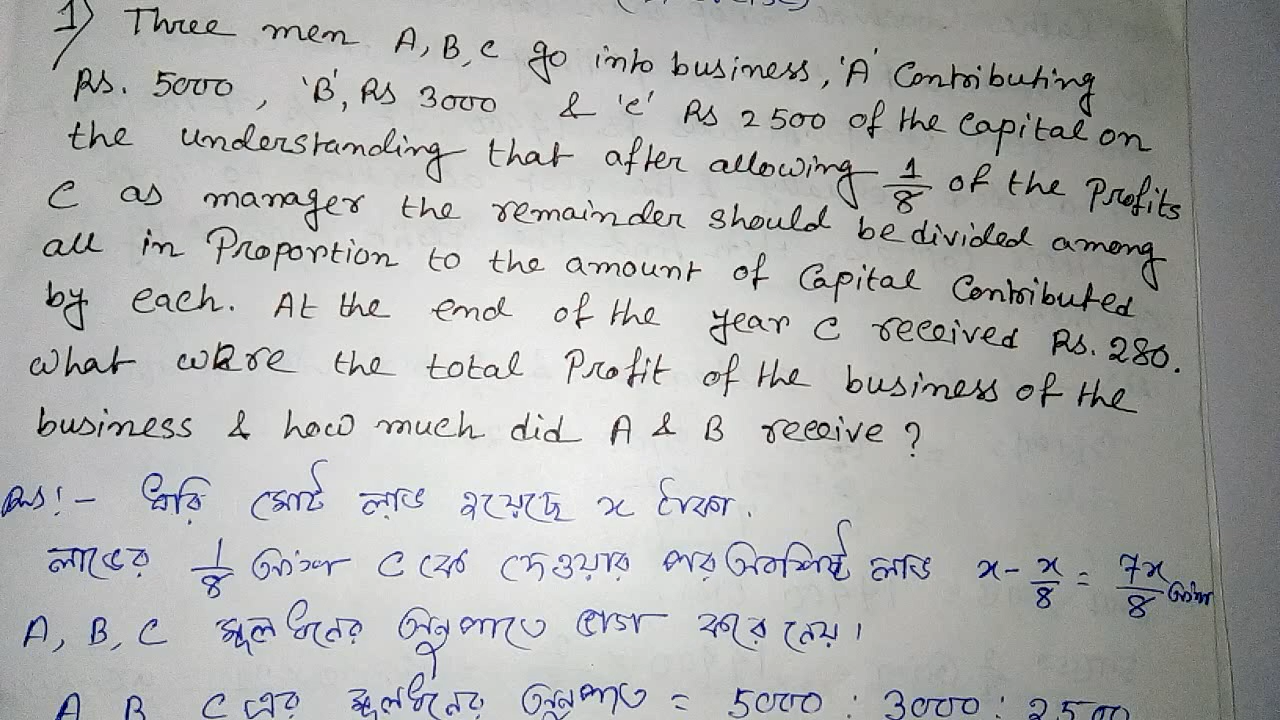 1) Three men A, B, C go into business, 'A' Contributing
Rs. 5000, 'B', Rs 3000 & 'C' Rs 2500 of the Capital on
the understanding that after allowing 1/8 of the Profits
C as manager the remainder should be divided among
all in Proportion to the amount of Capital Contributed
by each. At the end of the year C received Rs. 280.
What were the total Profit of the business of the
business & how much did A & B receive?
Ans:- ধরি মোট লাভ হয়েছে x টাকা.
লাভের 1/8 অংশ C কে দেওয়ার পর অবশিষ্ট লাভ x - x/8 = 7x/8 অংশ
A, B, C মূলধনের অনুপাতে ভাগ করে নেয়।
A B C এর মূলধনের অনুপাত = 5000 : 3000 : 2500